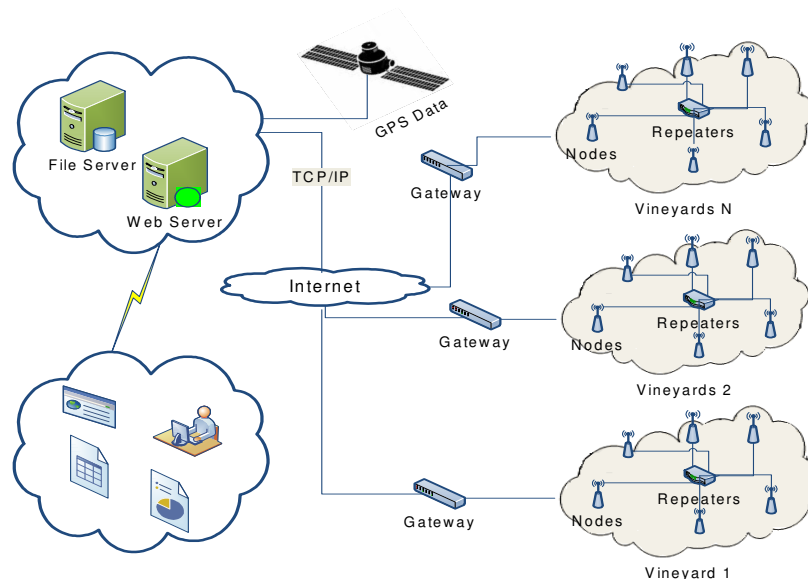 GPS Data
File Server
Web Server
TCP/IP
Internet
Gateway
Repeaters
Nodes
Vineyards N
Gateway
Repeaters
Nodes
Vineyards 2
Gateway
Repeaters
Nodes
Vineyard 1